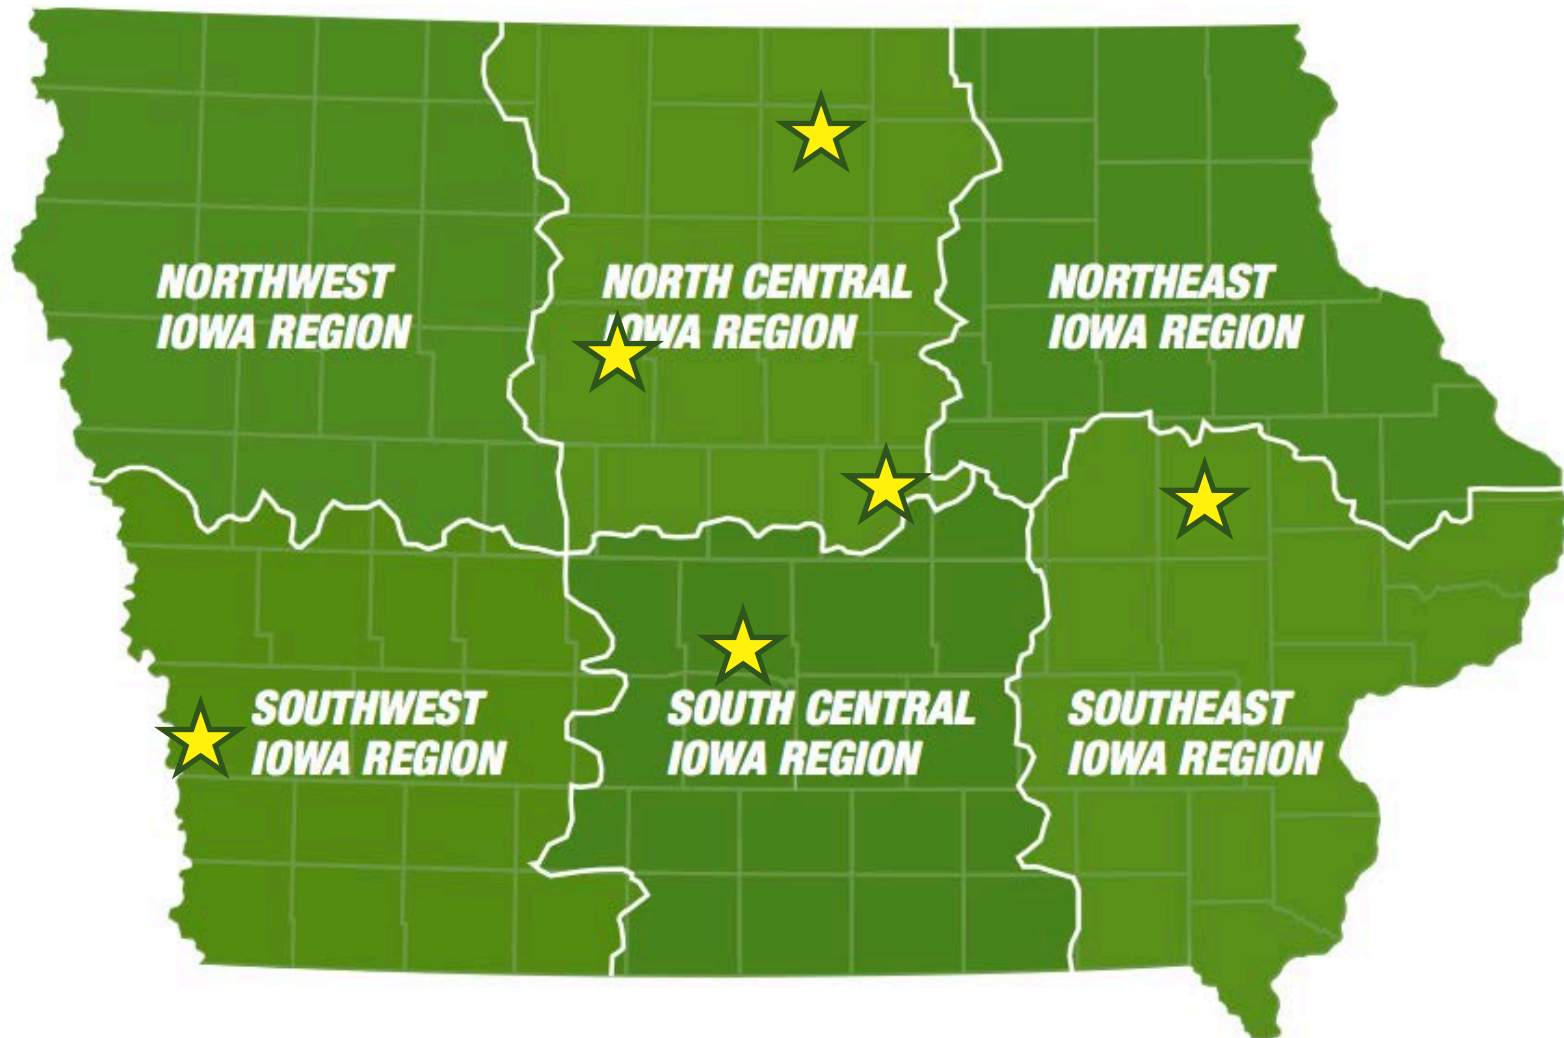 NORTHWEST
IOWA REGION
NORTH CENTRAL
IOWA REGION
NORTHEAST
IOWA REGION
SOUTHWEST
IOWA REGION
SOUTH CENTRAL
IOWA REGION
SOUTHEAST
IOWA REGION